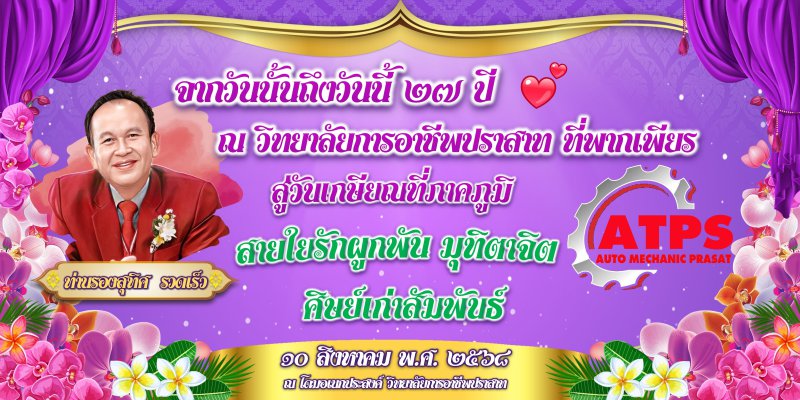 จากวันนั้นถึงวันนี้ ๒๗ ปี
ณ วิทยาลัยการอาชีพปราสาท ที่พากเพียร
สู่วันเกษียณที่ภาคภูมิ
สายใยรักผูกพัน มุทิตาจิต
ศิษย์เก่าสัมพันธ์
ATPS
AUTO MECHANIC PRASAT
ท่านรองสุทิศ รวดเร็ว
๑๐ สิงหาคม พ.ศ. ๒๕๖๘
ณ โดมอเนกประสงค์ วิทยาลัยการอาชีพปราสาท